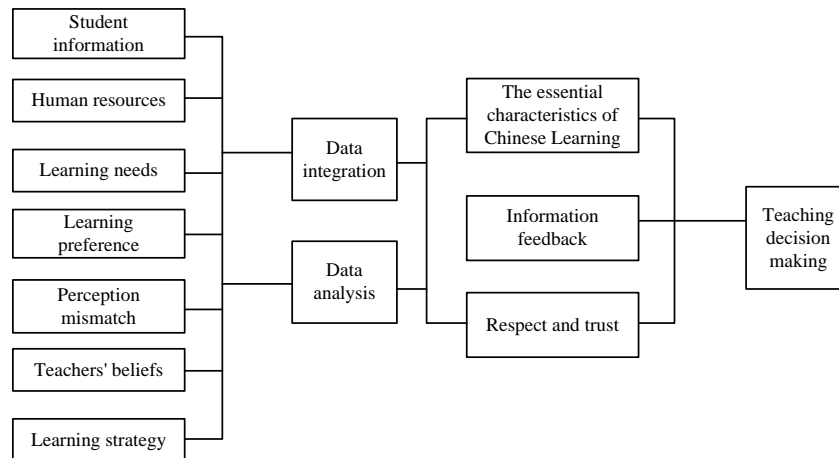 Student
information
Human resources
Learning needs
Learning
preference
Perception
mismatch
Teachers' beliefs
Learning strategy
Data
integration
Data
analysis
The essential
characteristics of
Chinese Learning
Information
feedback
Respect and trust
Teaching
decision
making